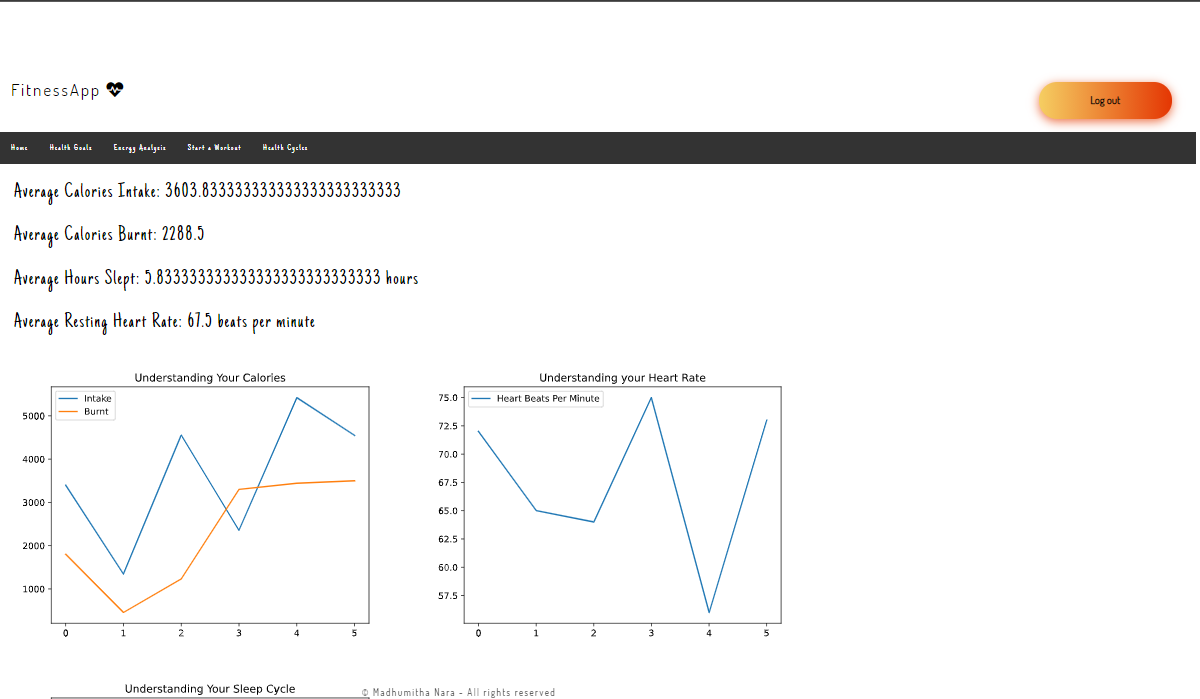 FitnessApp
Log out
Home Health Goals Energy Analysis Start a Workout Health Cycles
Average Calories Intake: 3603.8333333333333333333333333
Average Calories Burnt: 2288.5
Average Hours Slept: 5.8333333333333333333333333333 hours
Average Resting Heart Rate: 67.5 beats per minute
Understanding Your Calories
Intake
Burnt
5000
4000
3000
2000
1000
0 1 2 3 4 5
Understanding your Heart Rate
Heart Beats Per Minute
75.0
72.5
70.0
67.5
65.0
62.5
60.0
57.5
0 1 2 3 4 5
Understanding Your Sleep Cycle
© Madhumitha Nara - All rights reserved